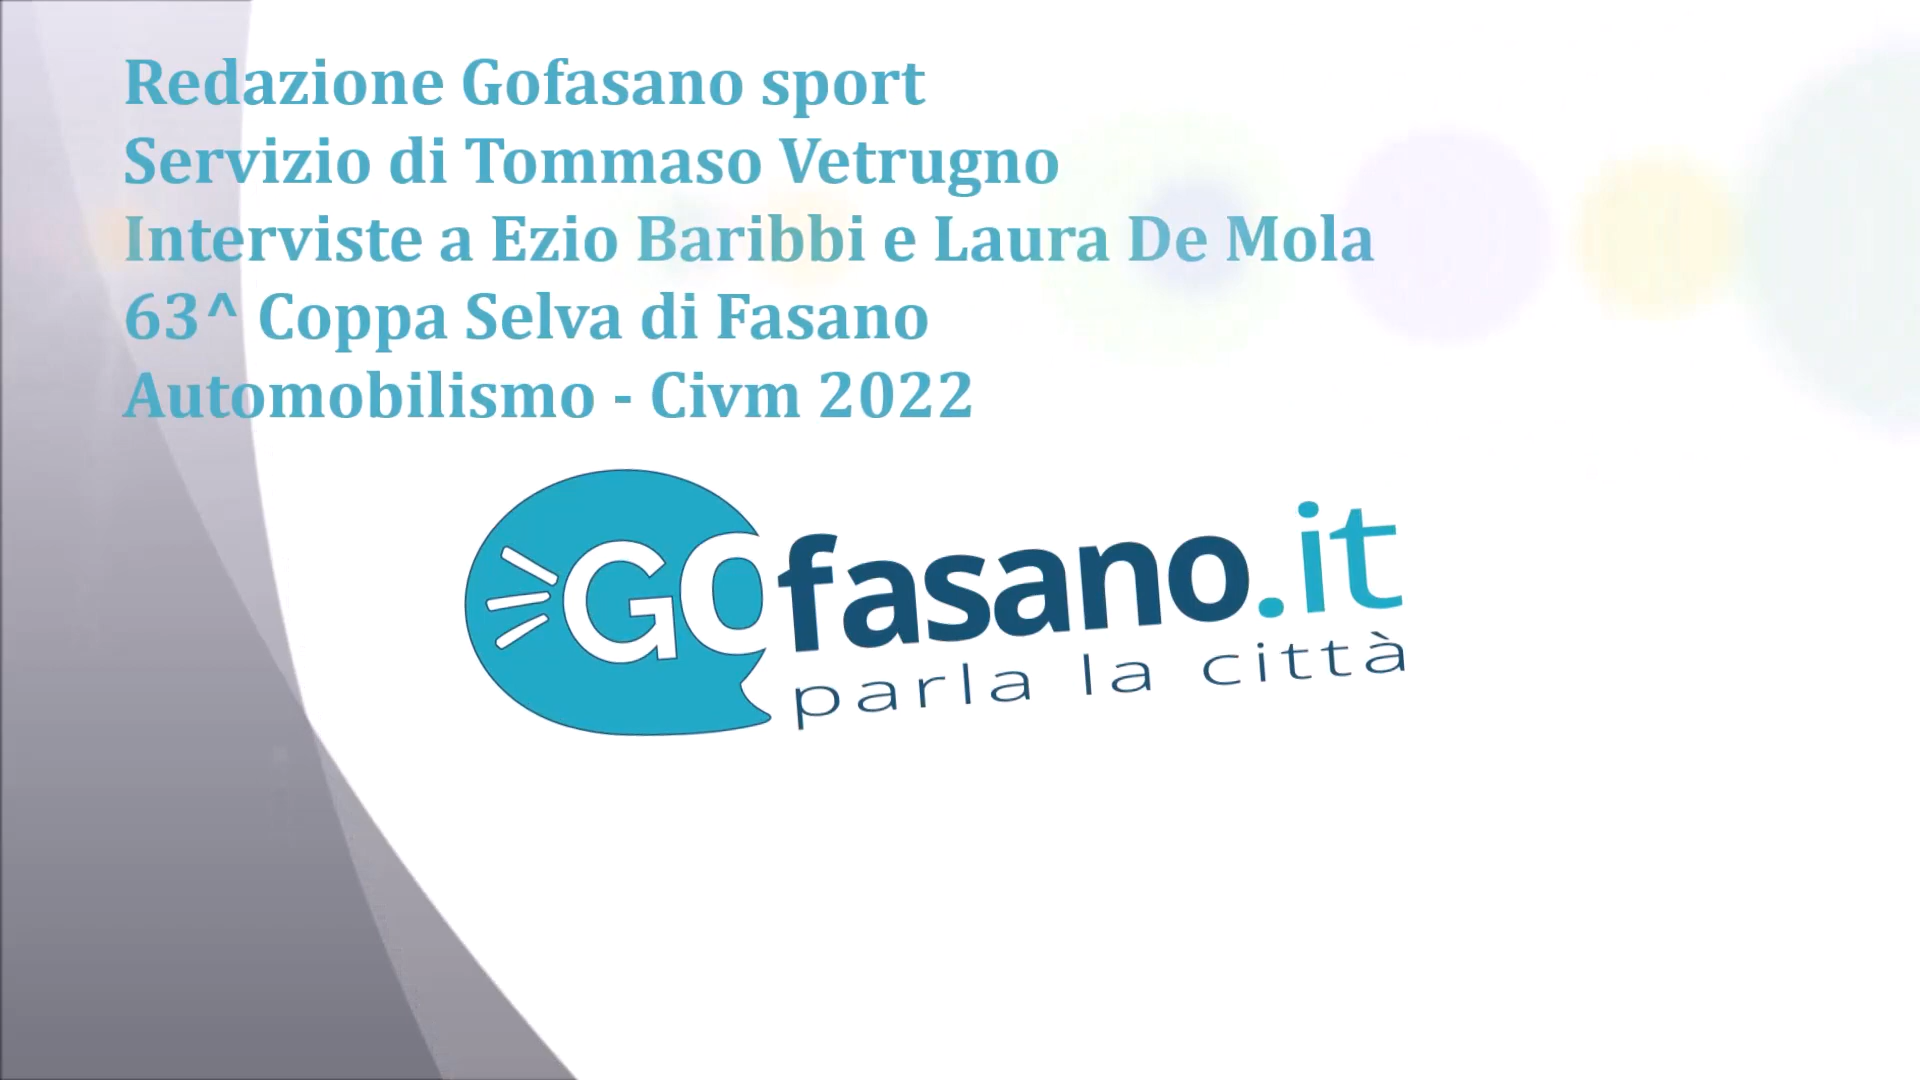 Redazione Gofasano sport
Servizio di Tommaso Vetrugno
Interviste a Ezio Baribbi e Laura De Mola
63^ Coppa Selva di Fasano
Automobilismo - Civm 2022
GOfasano.it
parla la città